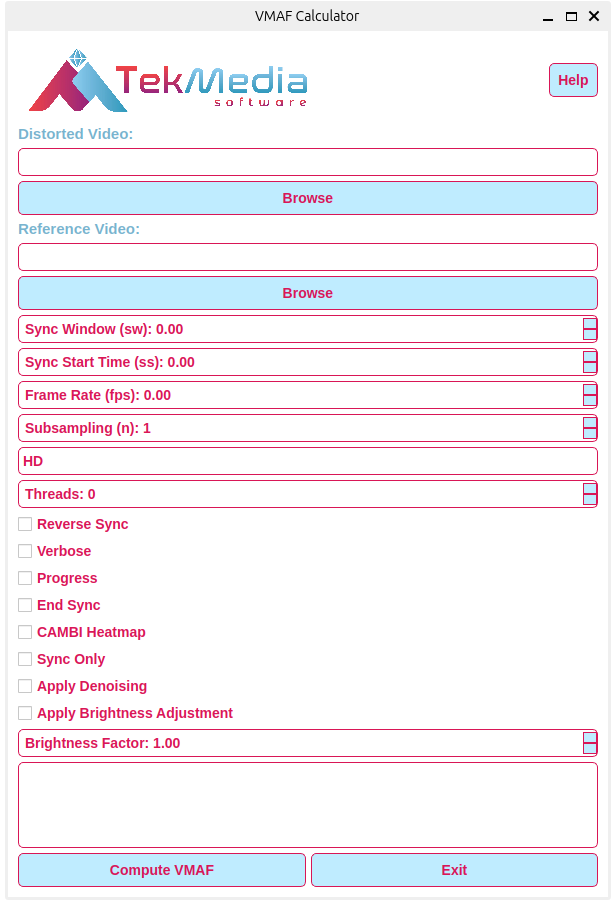 VMAF Calculator
TekMedia
software
Help
Distorted Video:
Browse
Reference Video:
Browse
Sync Window (sw): 0.00
Sync Start Time (ss): 0.00
Frame Rate (fps): 0.00
Subsampling (n): 1
HD
Threads: 0
Reverse Sync
Verbose
Progress
End Sync
CAMBI Heatmap
Sync Only
Apply Denoising
Apply Brightness Adjustment
Brightness Factor: 1.00
Compute VMAF
Exit